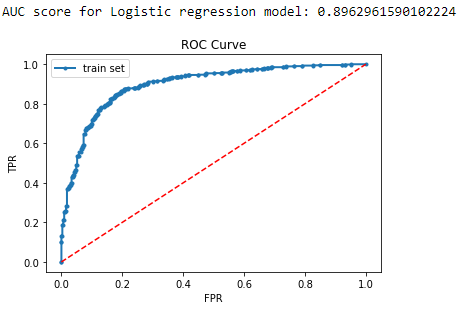 AUC score for Logistic regression model: 0.8962961590102224
ROC Curve
train set
TPR
1.0
0.8
0.6
0.4
0.2
0.0
0.0 0.2 0.4 0.6 0.8 1.0
FPR